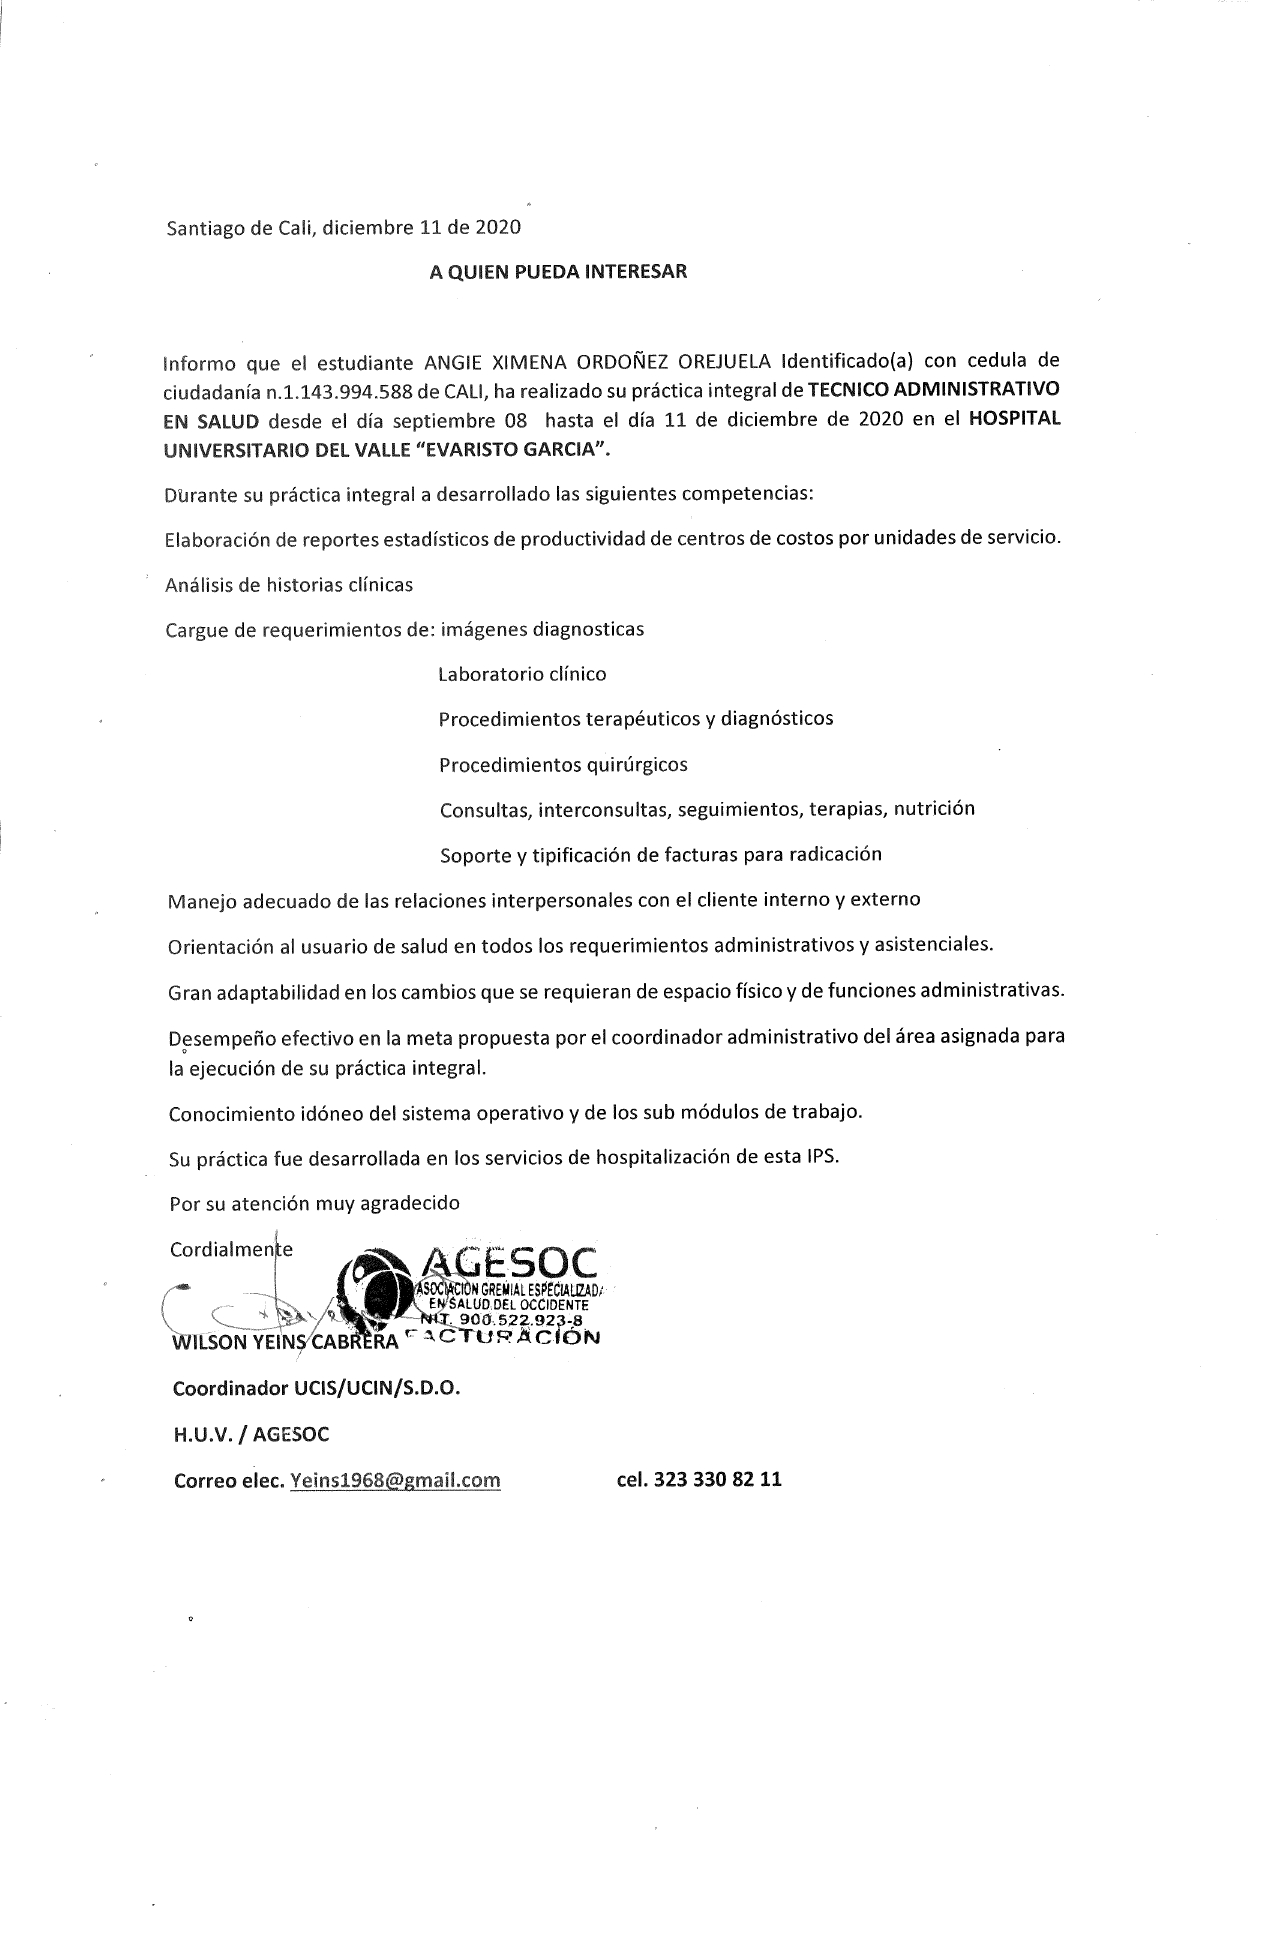 Santiago de Cali, diciembre 11 de 2020
A QUIEN PUEDA INTERESAR
Informo que el estudiante ANGIE XIMENA ORDOÑEZ OREJUELA Identificado(a) con cedula de
ciudadanía n.1.143.994.588 de CALI, ha realizado su práctica integral de TECNICO ADMINISTRATIVO
EN SALUD desde el día septiembre 08 hasta el día 11 de diciembre de 2020 en el HOSPITAL
UNIVERSITARIO DEL VALLE “EVARISTO GARCIA”.
Durante su práctica integral a desarrollado las siguientes competencias:
Elaboración de reportes estadísticos de productividad de centros de costos por unidades de servicio.
Análisis de historias clínicas
Cargue de requerimientos de: imágenes diagnosticas
Laboratorio clínico
Procedimientos terapéuticos y diagnósticos
Procedimientos quirúrgicos
Consultas, interconsultas, seguimientos, terapias, nutrición
Soporte y tipificación de facturas para radicación
Manejo adecuado de las relaciones interpersonales con el cliente interno y externo
Orientación al usuario de salud en todos los requerimientos administrativos y asistenciales.
Gran adaptabilidad en los cambios que se requieran de espacio físico y de funciones administrativas.
Desempeño efectivo en la meta propuesta por el coordinador administrativo del área asignada para
la ejecución de su práctica integral.
Conocimiento idóneo del sistema operativo y de los sub módulos de trabajo.
Su práctica fue desarrollada en los servicios de hospitalización de esta IPS.
Por su atención muy agradecido
Cordialmente
AGESOC
ASOCIACIÓN GREMIAL ESPECIALIZADA
EN SALUD DEL OCCIDENTE
NIT. 900.522.923-8
FACTURACIÓN
WILSON YEINS CABRERA
Coordinador UCIS/UCIN/S.D.O.
H.U.V. / AGESOC
Correo elec. Yeins1968@gmail.com cel. 323 330 82 11